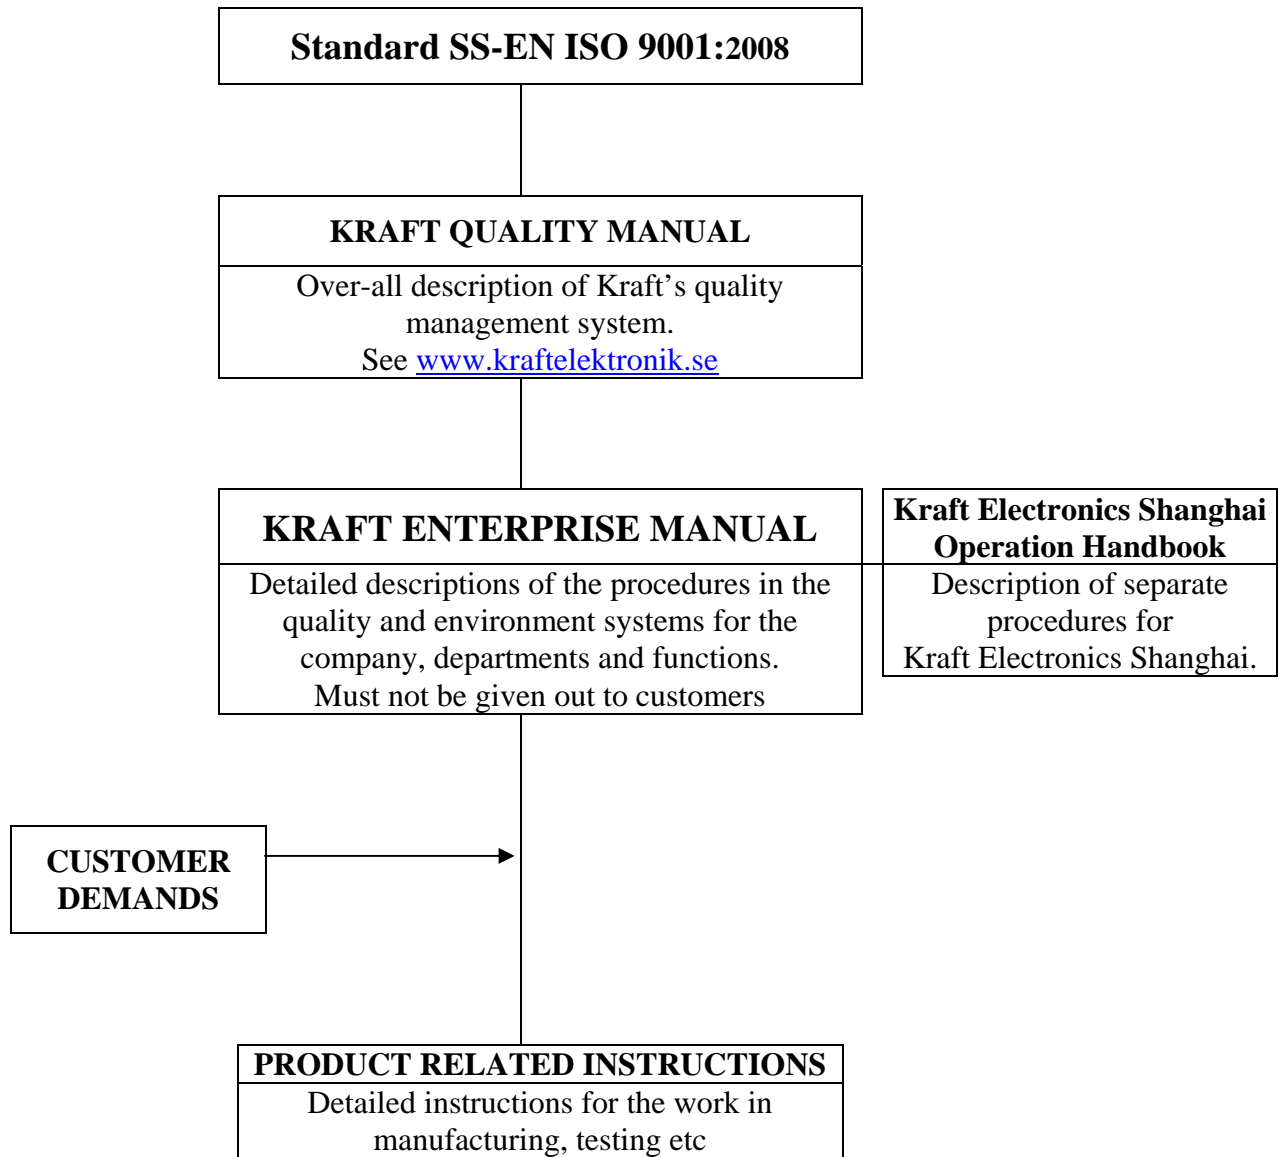 Standard SS-EN ISO 9001:2008
KRAFT QUALITY MANUAL
Over-all description of Kraft’s quality
management system.
See www.kraftelektronik.se
KRAFT ENTERPRISE MANUAL
Detailed descriptions of the procedures in the
quality and environment systems for the
company, departments and functions.
Must not be given out to customers
Kraft Electronics Shanghai
Operation Handbook
Description of separate
procedures for
Kraft Electronics Shanghai.
CUSTOMER
DEMANDS
PRODUCT RELATED INSTRUCTIONS
Detailed instructions for the work in
manufacturing, testing etc